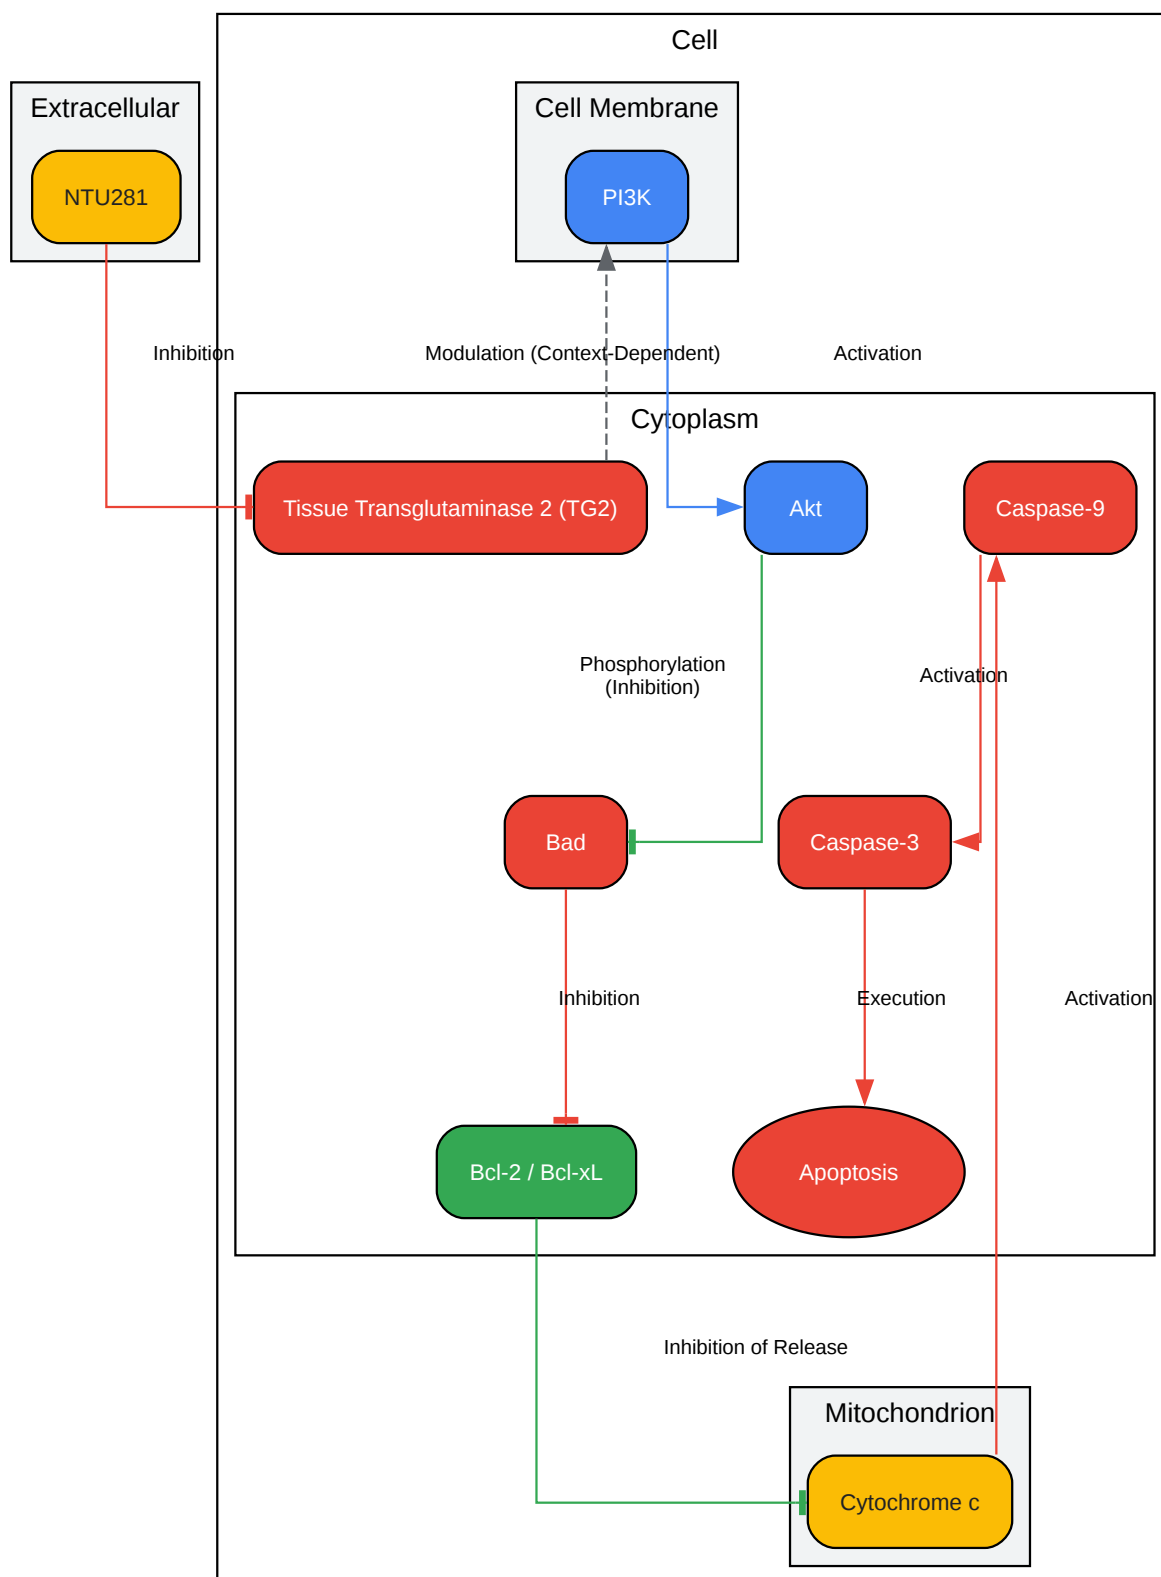 Cell
Extracellular
Cell Membrane
NTU281
PI3K
Inhibition
Modulation (Context-Dependent)
Activation
Cytoplasm
Tissue Transglutaminase 2 (TG2)
Akt
Caspase-9
Phosphorylation
(Inhibition)
Activation
Bad
Caspase-3
Inhibition
Execution
Activation
Bcl-2 / Bcl-xL
Apoptosis
Inhibition of Release
Mitochondrion
Cytochrome c